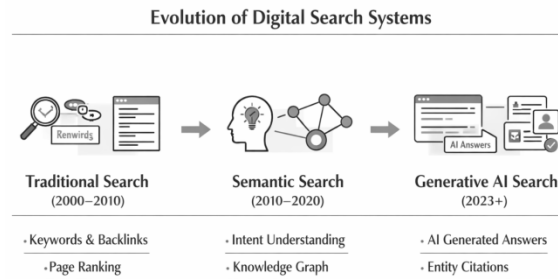 Evolution of Digital Search Systems
Renwirds
AI Answers
Traditional Search
(2000–2010)
Semantic Search
(2010–2020)
Generative AI Search
(2023+)
• Keywords & Backlinks
• Page Ranking
• Intent Understanding
• Knowledge Graph
• AI Generated Answers
• Entity Citations